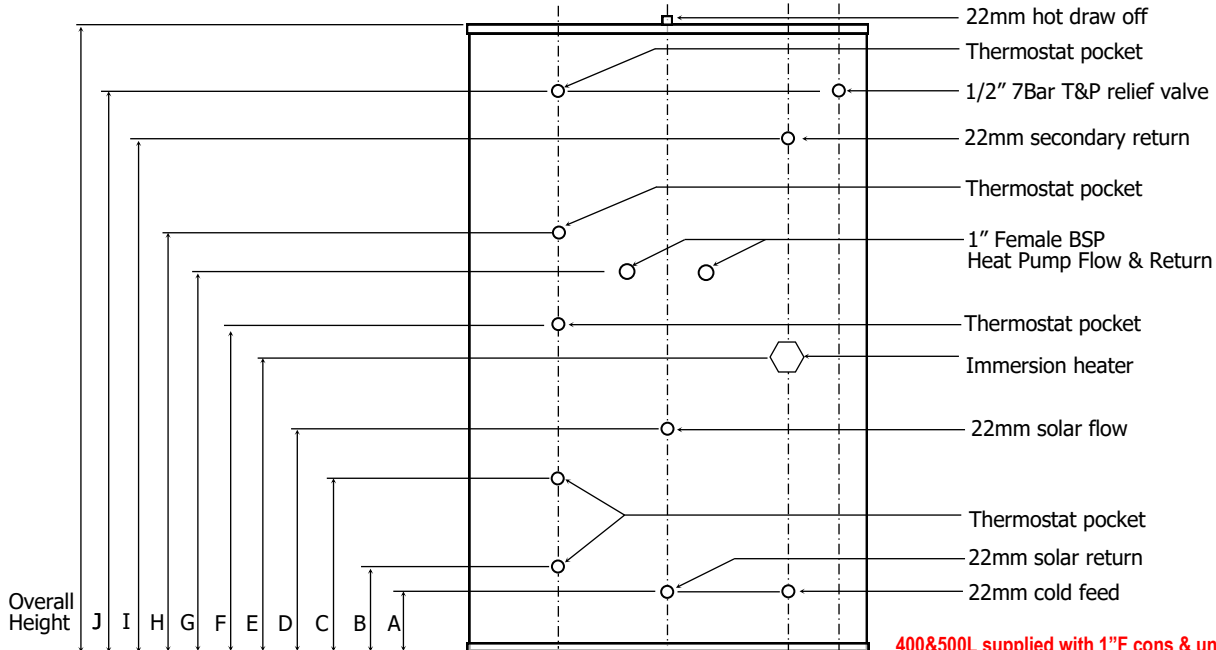 22mm hot draw off
Thermostat pocket
1/2” 7Bar T&P relief valve
22mm secondary return
Thermostat pocket
1” Female BSP
Heat Pump Flow & Return
Thermostat pocket
Immersion heater
22mm solar flow
Thermostat pocket
22mm solar return
22mm cold feed
Overall
Height J I H G F E D C B A
400&500L supplied with 1”F cons & un